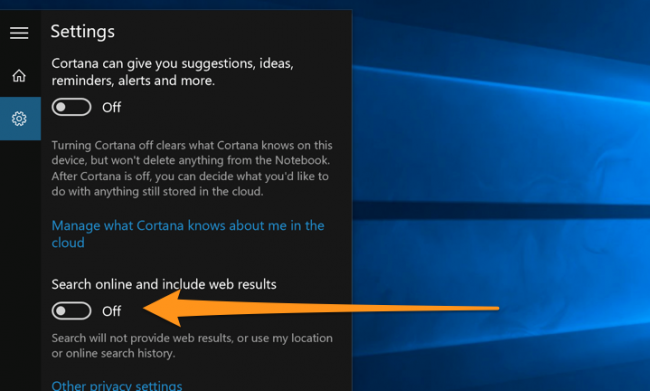 Settings
Cortana can give you suggestions, ideas,
reminders, alerts and more.
Off
Turning Cortana off clears what Cortana knows on this
device, but won't delete anything from the Notebook.
After Cortana is off, you can decide what you'd like to
do with anything still stored in the cloud.
Manage what Cortana knows about me in the
cloud
Search online and include web results
Off
Search will not provide web results, or use my location
or online search history.
Other privacy settings